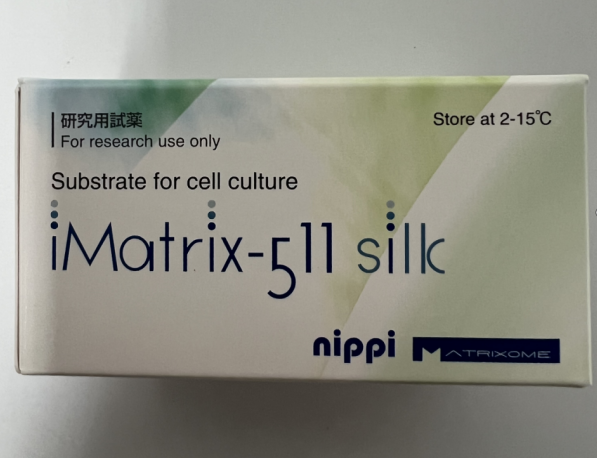 研究用試薬
For research use only
Store at 2-15℃
Substrate for cell culture
iMatrix-511 silk
nippi
MATRIXOME